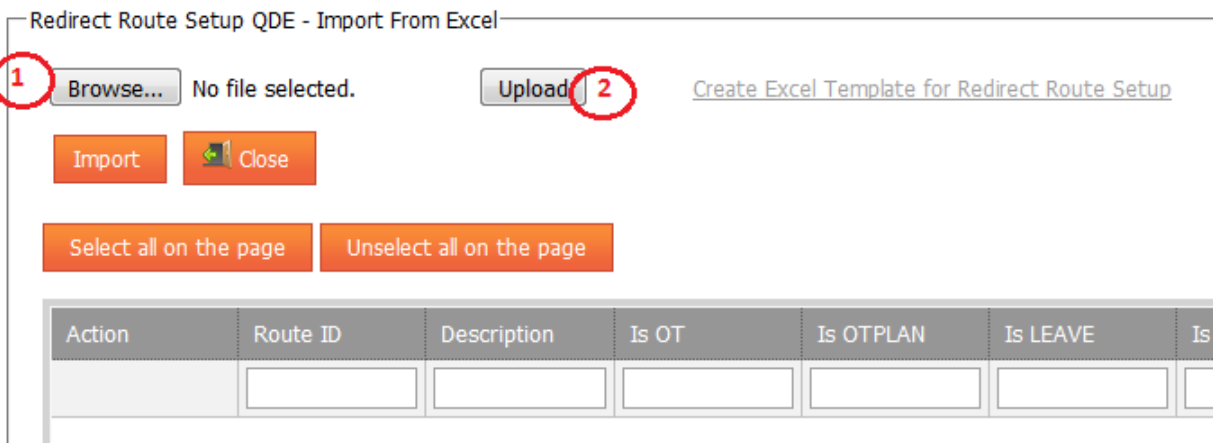 Redirect Route Setup QDE - Import From Excel
1 Browse... No file selected. Upload 2 Create Excel Template for Redirect Route Setup
Import Close
Select all on the page Unselect all on the page
Action Route ID Description Is OT Is OTPLAN Is LEAVE Is